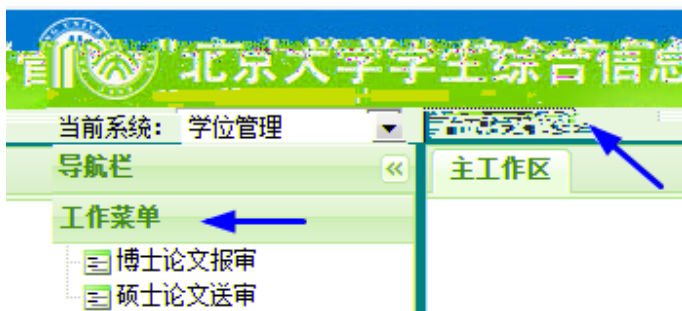 北京大学学生综合信息
当前系统： 学位管理
导航栏
主工作区
工作菜单
博士论文报审
硕士论文送审